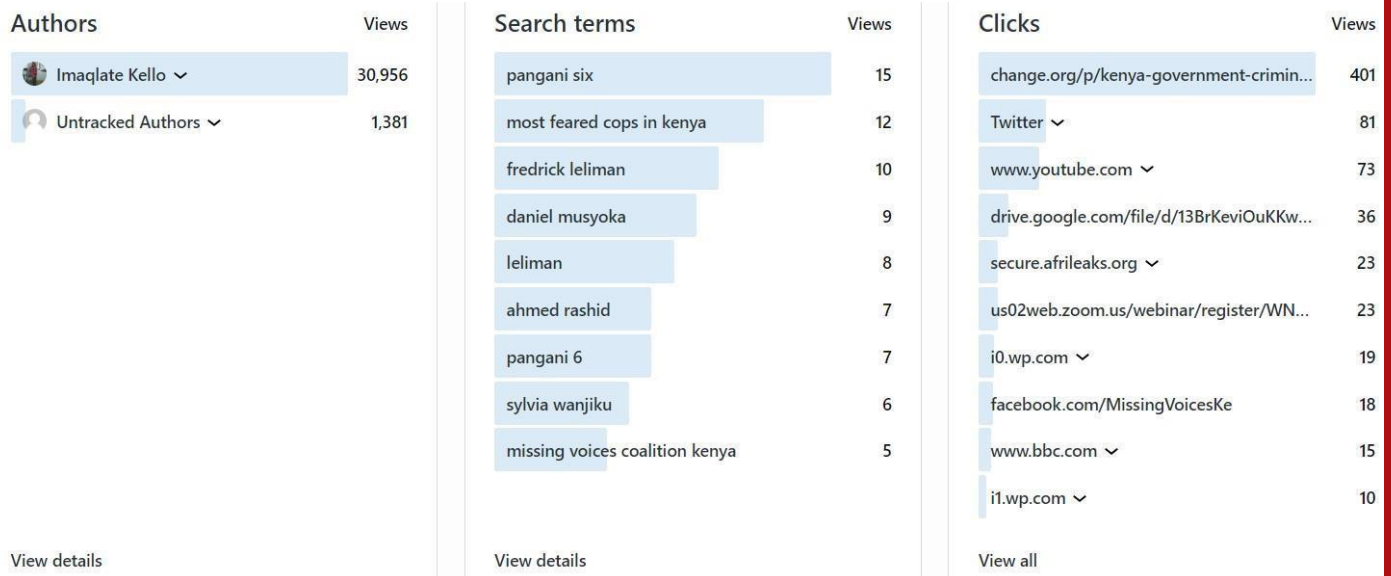 Authors Views
Imaqlate Kello 30,956
Untracked Authors 1,381
View details
Search terms Views
pangani six 15
most feared cops in kenya 12
fredrick leliman 10
daniel musyoka 9
leliman 8
ahmed rashid 7
pangani 6 7
sylvia wanjiku 6
missing voices coalition kenya 5
View details
Clicks Views
change.org/p/kenya-government-crimin... 401
Twitter 81
www.youtube.com 73
drive.google.com/file/d/13BrKeviOuKKw... 36
secure.afrileaks.org 23
us02web.zoom.us/webinar/register/WN... 23
i0.wp.com 19
facebook.com/MissingVoicesKe 18
www.bbc.com 15
i1.wp.com 10
View all